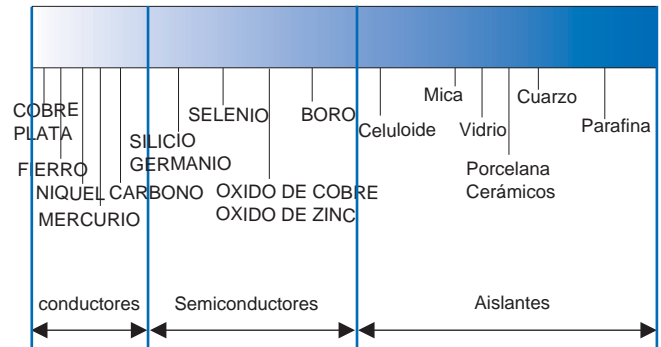 COBRE
PLATA
FIERRO
NIQUEL
MERCURIO
CARBONO
SILICIO
GERMANIO
SELENIO
OXIDO DE COBRE
OXIDO DE ZINC
BORO
Celuloide
Mica
Vidrio
Porcelana
Cerámicos
Cuarzo
Parafina
conductores
Semiconductores
Aislantes